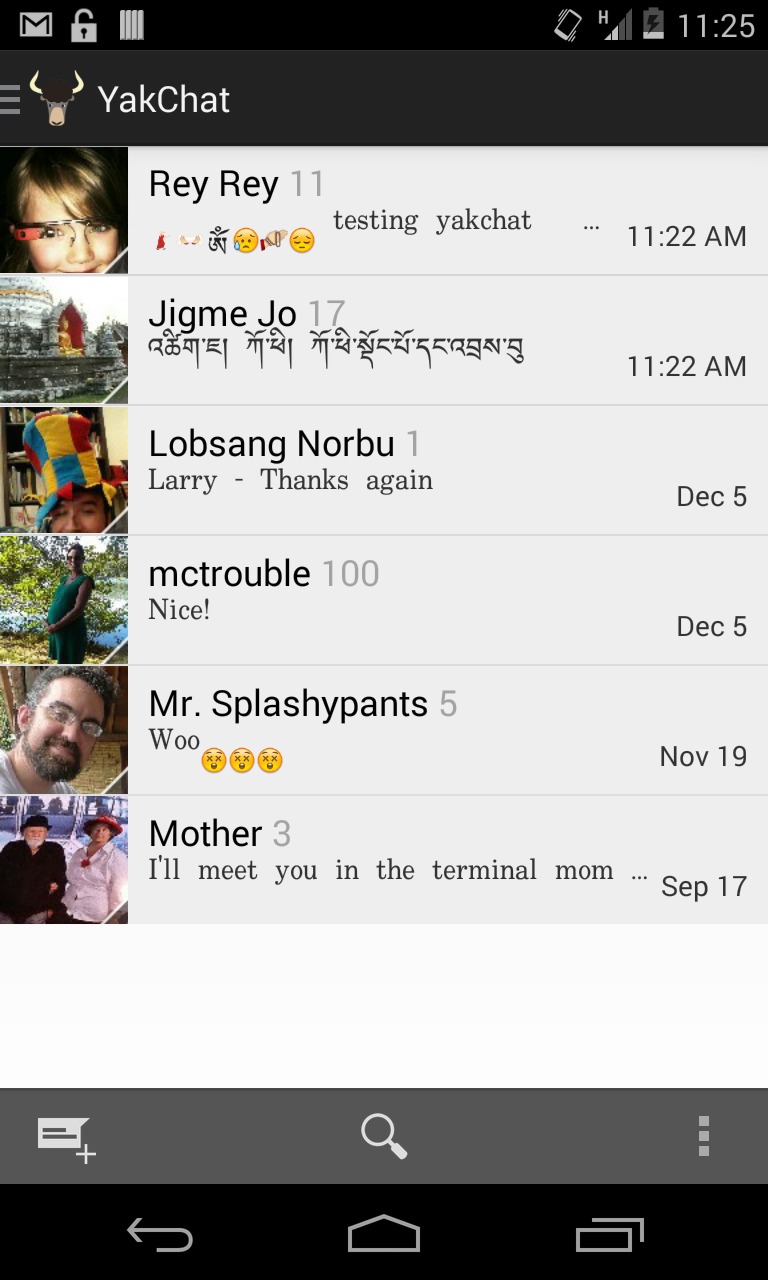 11:25
YakChat
Rey Rey 11
ༀ😥😔 testing yakchat ...
11:22 AM
Jigme Jo 17
འཚིག་ཇ། ཀོ་ཕི། ཀོ་ཕི་སྡོང་པོ་དང་འབྲས་བུ
11:22 AM
Lobsang Norbu 1
Larry - Thanks again
Dec 5
mctrouble 100
Nice!
Dec 5
Mr. Splashypants 5
Woo😵😵😵
Nov 19
Mother 3
I'll meet you in the terminal mom ...
Sep 17